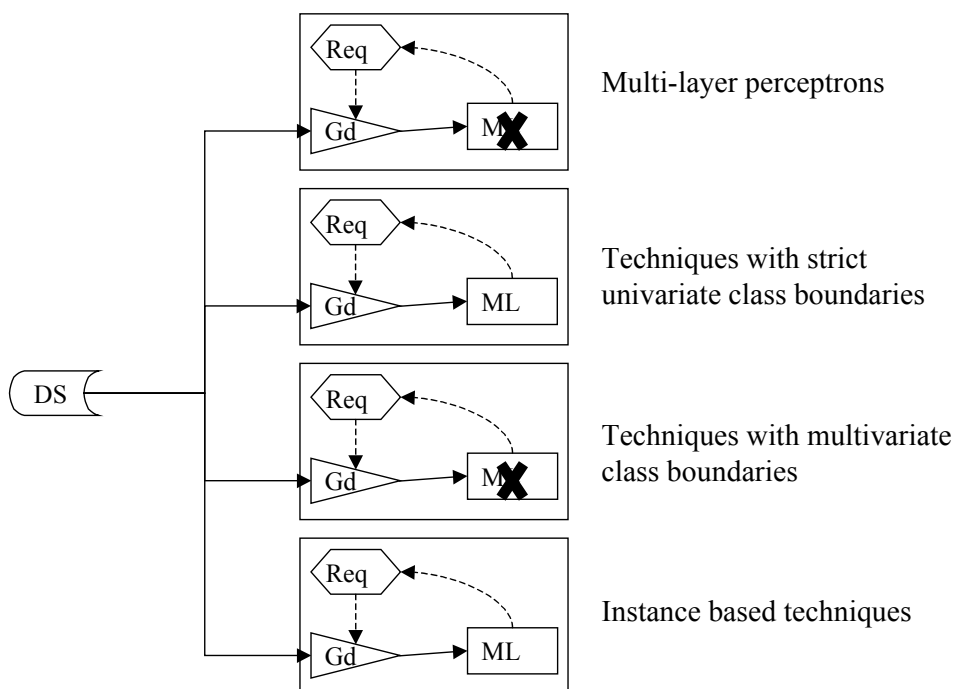 Req
Gd
M
Multi-layer perceptrons
Req
Gd
ML
Techniques with strict
univariate class boundaries
DS
Req
Gd
M
Techniques with multivariate
class boundaries
Req
Gd
ML
Instance based techniques